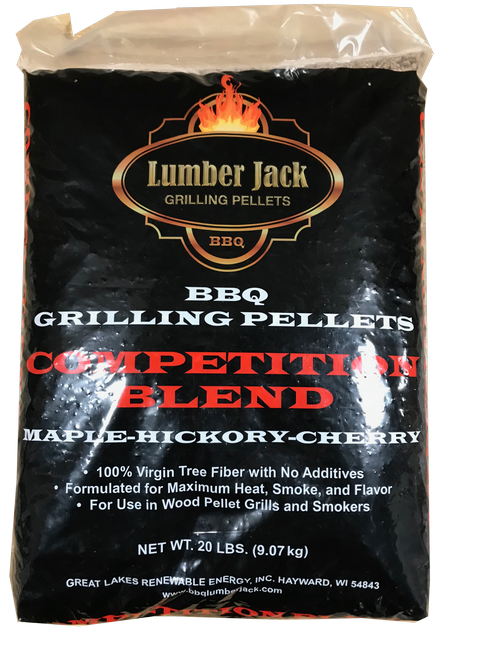 Lumber Jack
GRILLING PELLETS
BBQ
BBQ
GRILLING PELLETS
COMPETITION
BLEND
MAPLE-HICKORY-CHERRY
• 100% Virgin Tree Fiber with No Additives
• Formulated for Maximum Heat, Smoke, and Flavor
• For Use in Wood Pellet Grills and Smokers
NET WT. 20 LBS. (9.07 kg)
GREAT LAKES RENEWABLE ENERGY, INC. HAYWARD, WI 54843
www.bbqlumberjack.com